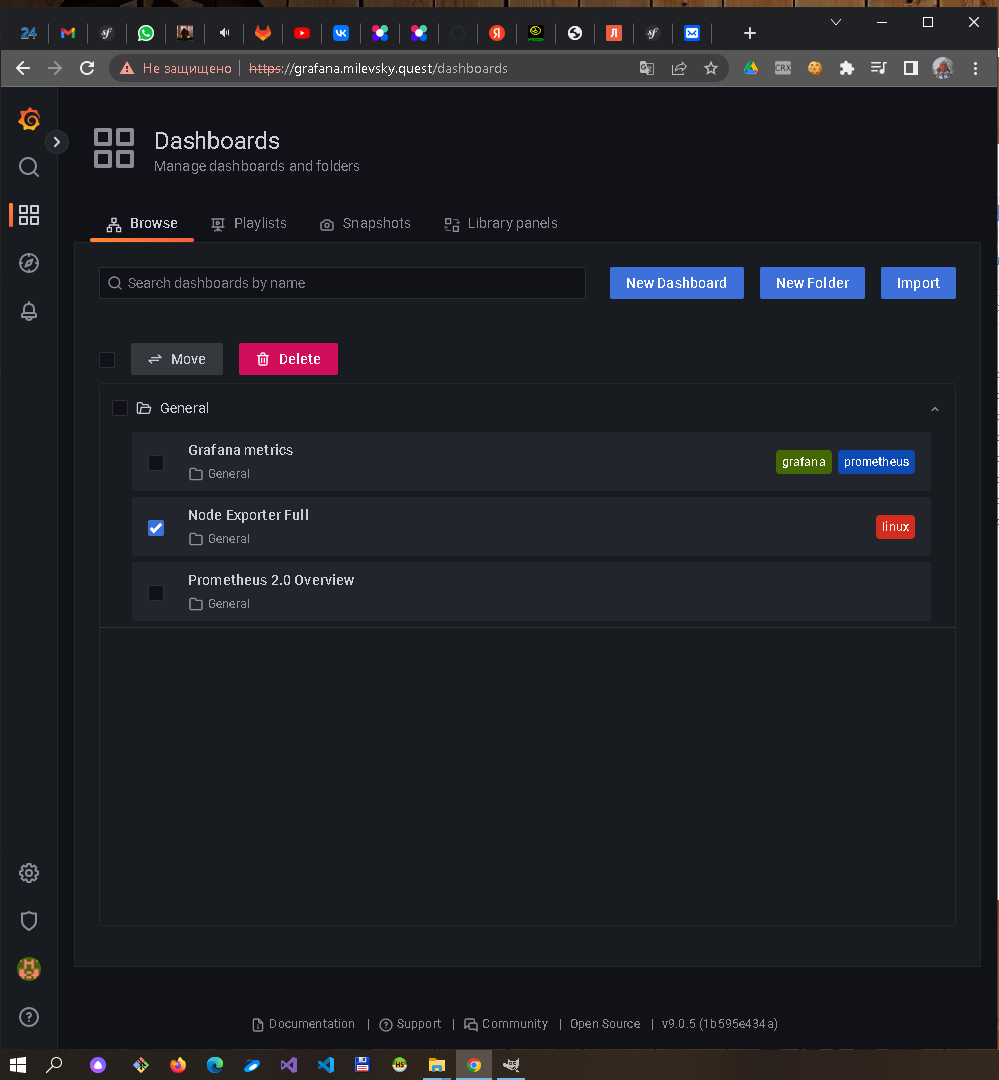 24
Не защищено
https://grafana.milevsky.quest/dashboards
CRX
Dashboards
Manage dashboards and folders
Browse
Playlists
Snapshots
Library panels
Search dashboards by name
New Dashboard
New Folder
Import
Move
Delete
General
Grafana metrics
General
grafana
prometheus
Node Exporter Full
General
linux
Prometheus 2.0 Overview
General
Documentation | Support | Community | Open Source | v9.0.5 (1b595e434a)